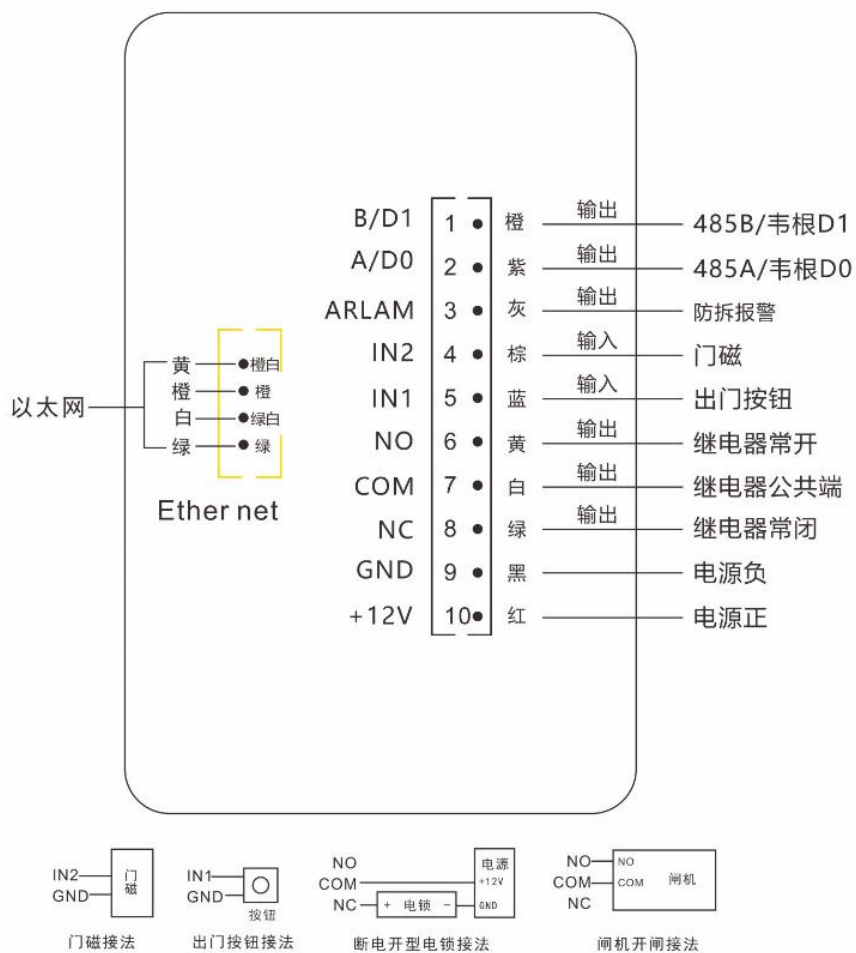 B/D1 1 橙 输出 485B/韦根D1
A/D0 2 紫 输出 485A/韦根D0
ARLAM 3 灰 输出 防拆报警
IN2 4 棕 输入 门磁
IN1 5 蓝 输入 出门按钮
NO 6 黄 输出 继电器常开
COM 7 白 输出 继电器公共端
NC 8 绿 输出 继电器常闭
GND 9 黑 电源负
+12V 10 红 电源正
以太网
黄 橙白
橙 橙
白 绿白
绿 绿
Ether net
IN2 门磁
GND
门磁接法
IN1
GND
按钮
出门按钮接法
NO 电源
COM +12V
NC + 电锁 - GND
断电开型电锁接法
NO NO 闸机
COM COM
NC
闸机开闸接法